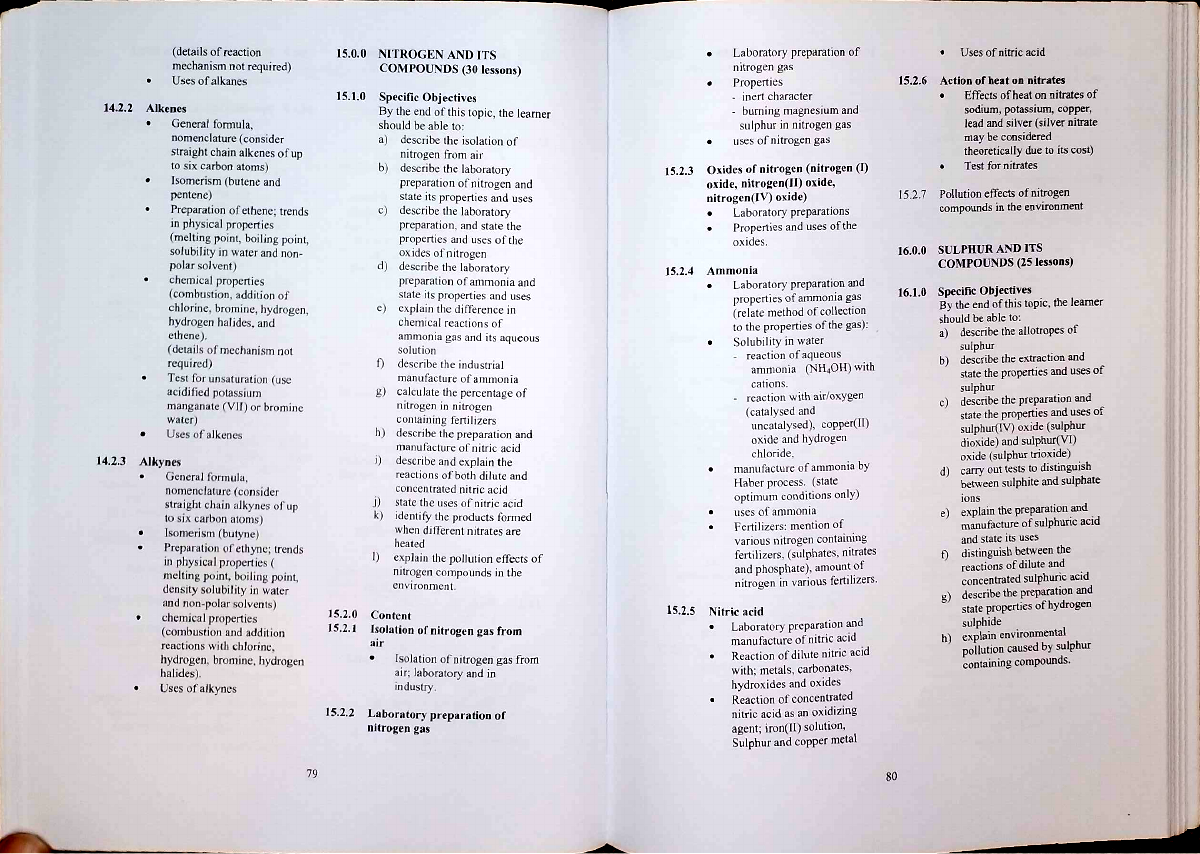 (details of reaction
mechanism not required)
• Uses of alkanes
14.2.2 Alkenes
• General formula,
nomenclature (consider
straight chain alkenes of up
to six carbon atoms)
• Isomerism (butene and
pentene)
• Preparation of ethene; trends
in physical properties
(melting point, boiling point,
solubility in water and non-
polar solvent)
• chemical properties
(combustion, addition of
chlorine, bromine, hydrogen,
hydrogen halides, and
ethene).
(details of mechanism not
required)
• Test for unsaturation (use
acidified potassium
manganate (VII) or bromine
water)
• Uses of alkenes
14.2.3 Alkynes
• General formula,
nomenclature (consider
straight chain alkynes of up
to six carbon atoms)
• Isomerism (butyne)
• Preparation of ethyne; trends
in physical properties (
melting point, boiling point,
density solubility in water
and non-polar solvents)
• chemical properties
(combustion and addition
reactions with chlorine,
hydrogen, bromine, hydrogen
halides).
• Uses of alkynes
15.0.0 NITROGEN AND ITS
COMPOUNDS (30 lessons)
15.1.0 Specific Objectives
By the end of this topic, the learner
should be able to:
a) describe the isolation of
nitrogen from air
b) describe the laboratory
preparation of nitrogen and
state its properties and uses
c) describe the laboratory
preparation, and state the
properties and uses of the
oxides of nitrogen
d) describe the laboratory
preparation of ammonia and
state its properties and uses
e) explain the difference in
chemical reactions of
ammonia gas and its aqueous
solution
f) describe the industrial
manufacture of ammonia
g) calculate the percentage of
nitrogen in nitrogen
containing fertilizers
h) describe the preparation and
manufacture of nitric acid
i) describe and explain the
reactions of both dilute and
concentrated nitric acid
j) state the uses of nitric acid
k) identify the products formed
when different nitrates are
heated
l) explain the pollution effects of
nitrogen compounds in the
environment.
15.2.0 Content
15.2.1 Isolation of nitrogen gas from
air
• Isolation of nitrogen gas from
air; laboratory and in
industry.
15.2.2 Laboratory preparation of
nitrogen gas
79
• Laboratory preparation of
nitrogen gas
• Properties
- inert character
- burning magnesium and
sulphur in nitrogen gas
• uses of nitrogen gas
15.2.3 Oxides of nitrogen (nitrogen (I)
oxide, nitrogen(II) oxide,
nitrogen(IV) oxide)
• Laboratory preparations
• Properties and uses of the
oxides.
15.2.4 Ammonia
• Laboratory preparation and
properties of ammonia gas
(relate method of collection
to the properties of the gas):
• Solubility in water
- reaction of aqueous
ammonia (NH₄OH) with
cations.
- reaction with air/oxygen
(catalysed and
uncatalysed), copper(II)
oxide and hydrogen
chloride.
• manufacture of ammonia by
Haber process. (state
optimum conditions only)
• uses of ammonia
• Fertilizers: mention of
various nitrogen containing
fertilizers, (sulphates, nitrates
and phosphate), amount of
nitrogen in various fertilizers.
15.2.5 Nitric acid
• Laboratory preparation and
manufacture of nitric acid
• Reaction of dilute nitric acid
with; metals, carbonates,
hydroxides and oxides
• Reaction of concentrated
nitric acid as an oxidizing
agent; iron(II) solution,
Sulphur and copper metal
• Uses of nitric acid
15.2.6 Action of heat on nitrates
• Effects of heat on nitrates of
sodium, potassium, copper,
lead and silver (silver nitrate
may be considered
theoretically due to its cost)
• Test for nitrates
15.2.7 Pollution effects of nitrogen
compounds in the environment
16.0.0 SULPHUR AND ITS
COMPOUNDS (25 lessons)
16.1.0 Specific Objectives
By the end of this topic, the learner
should be able to:
a) describe the allotropes of
sulphur
b) describe the extraction and
state the properties and uses of
sulphur
c) describe the preparation and
state the properties and uses of
sulphur(IV) oxide (sulphur
dioxide) and sulphur(VI)
oxide (sulphur trioxide)
d) carry out tests to distinguish
between sulphite and sulphate
ions
e) explain the preparation and
manufacture of sulphuric acid
and state its uses
f) distinguish between the
reactions of dilute and
concentrated sulphuric acid
g) describe the preparation and
state properties of hydrogen
sulphide
h) explain environmental
pollution caused by sulphur
containing compounds.
80